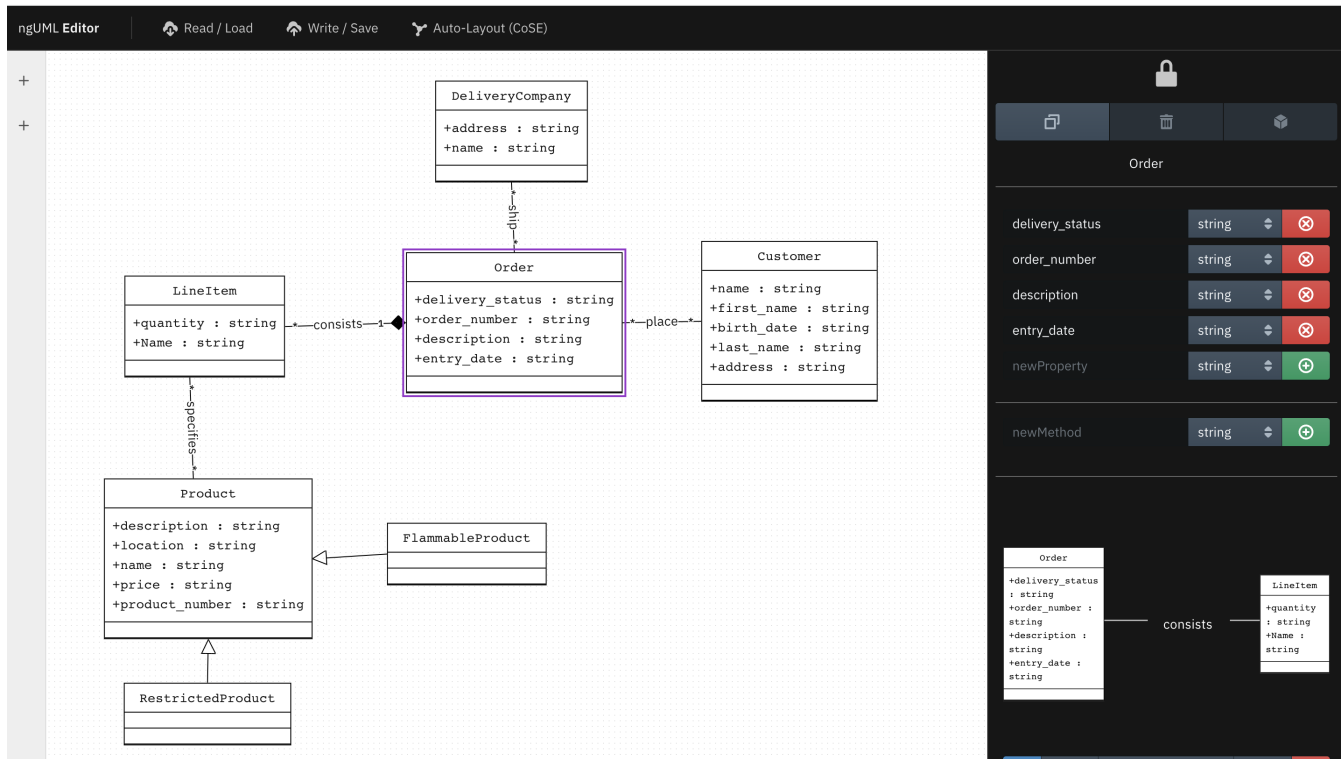 ngUML Editor
Read / Load
Write / Save
Auto-Layout (CoSE)
+
+
DeliveryCompany
+address : string
+name : string
*
ship
*
Order
+delivery_status : string
+order_number : string
+description : string
+entry_date : string
Customer
+name : string
+first_name : string
+birth_date : string
+last_name : string
+address : string
*—place—*
LineItem
+quantity : string
+Name : string
*—consists—1
*
specifies
*
Product
+description : string
+location : string
+name : string
+price : string
+product_number : string
FlammableProduct
RestrictedProduct
Order
delivery_status string
order_number string
description string
entry_date string
newProperty string
newMethod string
Order
+delivery_status
: string
+order_number :
string
+description :
string
+entry_date :
string
consists
LineItem
+quantity
: string
+Name :
string